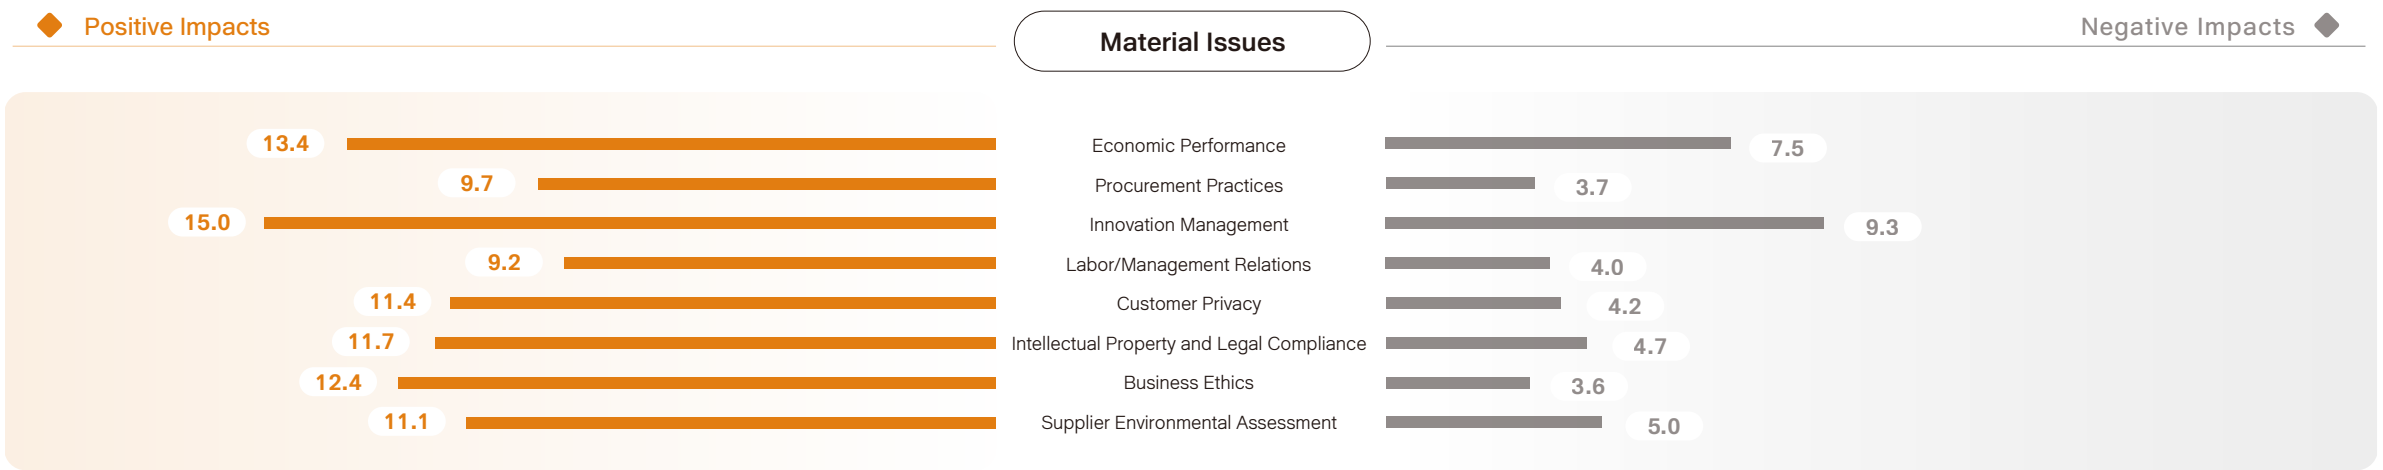 Positive Impacts
Material Issues
Negative Impacts
13.4 Economic Performance 7.5
9.7 Procurement Practices 3.7
15.0 Innovation Management 9.3
9.2 Labor/Management Relations 4.0
11.4 Customer Privacy 4.2
11.7 Intellectual Property and Legal Compliance 4.7
12.4 Business Ethics 3.6
11.1 Supplier Environmental Assessment 5.0